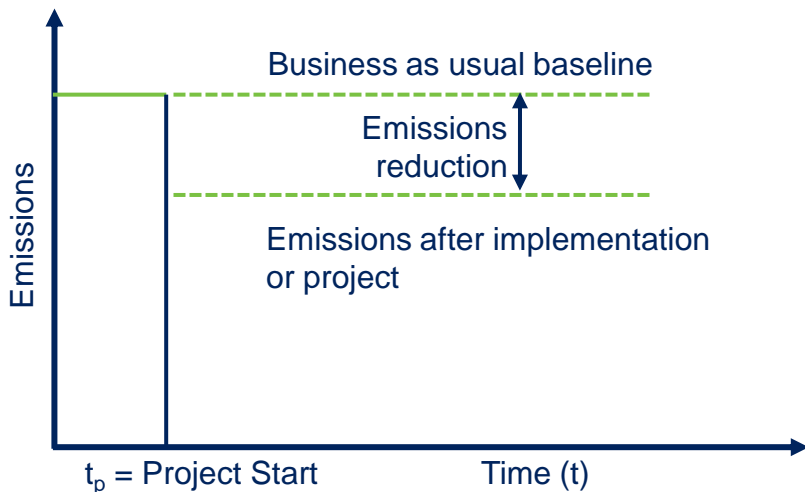 Business as usual baseline
Emissions
reduction
Emissions after implementation
or project
Emissions
tp = Project Start
Time (t)